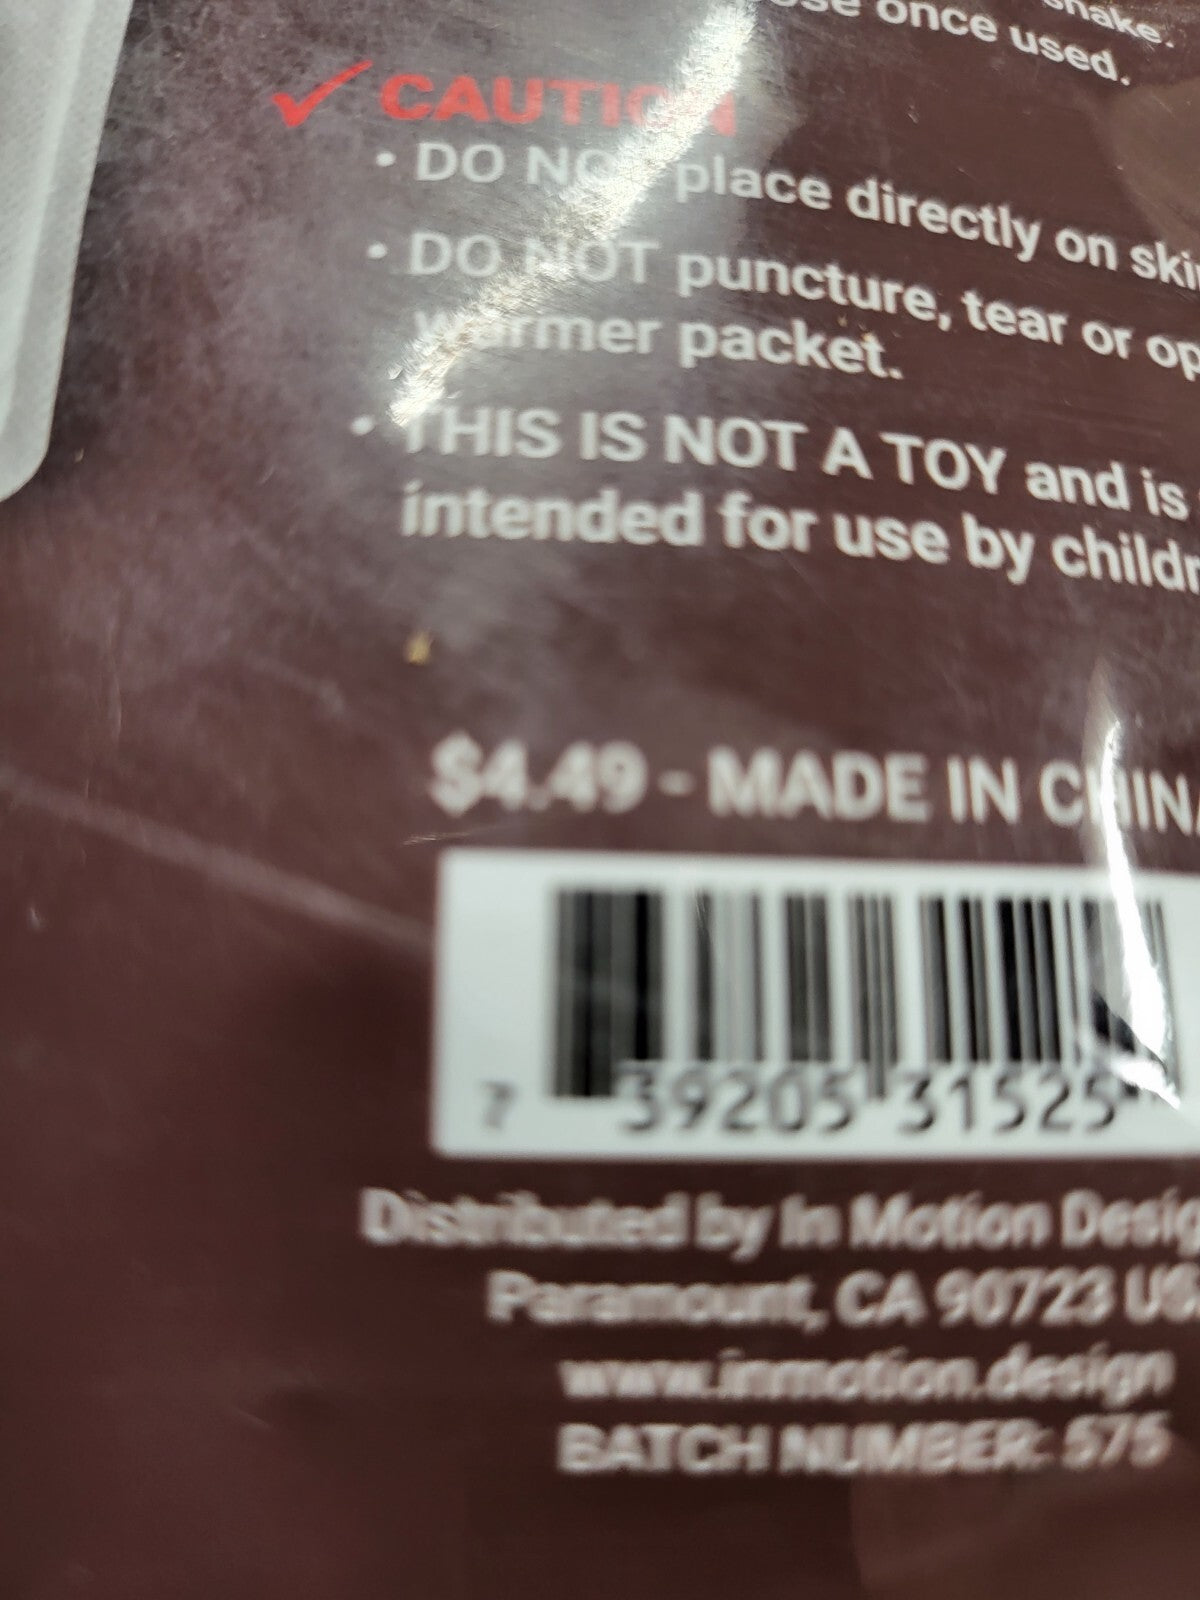 shake.
once used.
CAUTION
• DO NOT place directly on skin
• DO NOT puncture, tear or op
warmer packet.
• THIS IS NOT A TOY and is
intended for use by childr
$4.49 - MADE IN CHINA
7 39205 31525
Distributed by In Motion Desig
Paramount, CA 90723 US
www.inmotion.design
BATCH NUMBER: 575